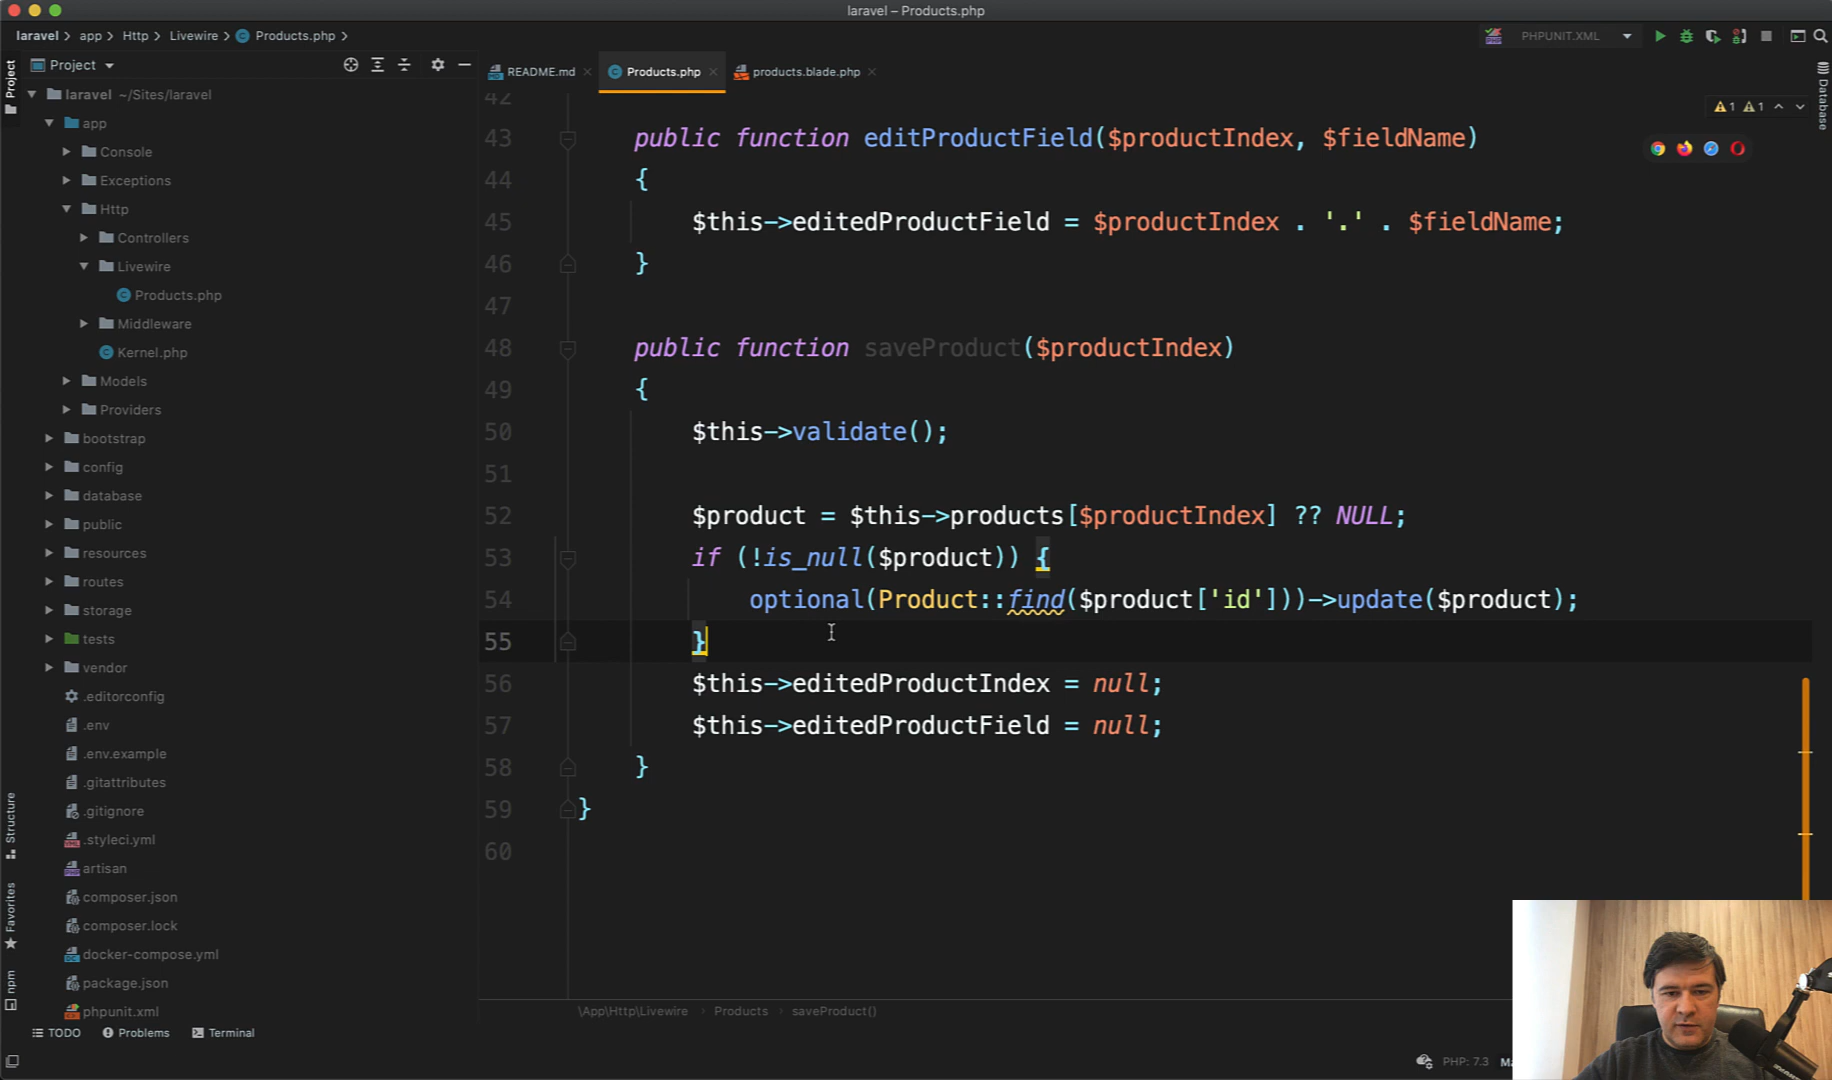 laravel – Products.php
laravel > app > Http > Livewire > Products.php >
PHPUNIT.XML
Project
Project
README.md
Products.php
products.blade.php
Database
laravel ~/Sites/laravel
app
Console
Exceptions
Http
Controllers
Livewire
Products.php
Middleware
Kernel.php
Models
Providers
bootstrap
config
database
public
resources
routes
storage
tests
vendor
.editorconfig
.env
.env.example
.gitattributes
.gitignore
.styleci.yml
artisan
composer.json
composer.lock
docker-compose.yml
package.json
phpunit.xml
Structure
Favorites
npm
1 1
42
43 public function editProductField($productIndex, $fieldName)
44 {
45 $this->editedProductField = $productIndex . '.' . $fieldName;
46 }
47
48 public function saveProduct($productIndex)
49 {
50 $this->validate();
51
52 $product = $this->products[$productIndex] ?? NULL;
53 if (!is_null($product)) {
54 optional(Product::find($product['id']))->update($product);
55 }
56 $this->editedProductIndex = null;
57 $this->editedProductField = null;
58 }
59 }
60
\App\Http\Livewire > Products > saveProduct()
TODO Problems Terminal
PHP: 7.3